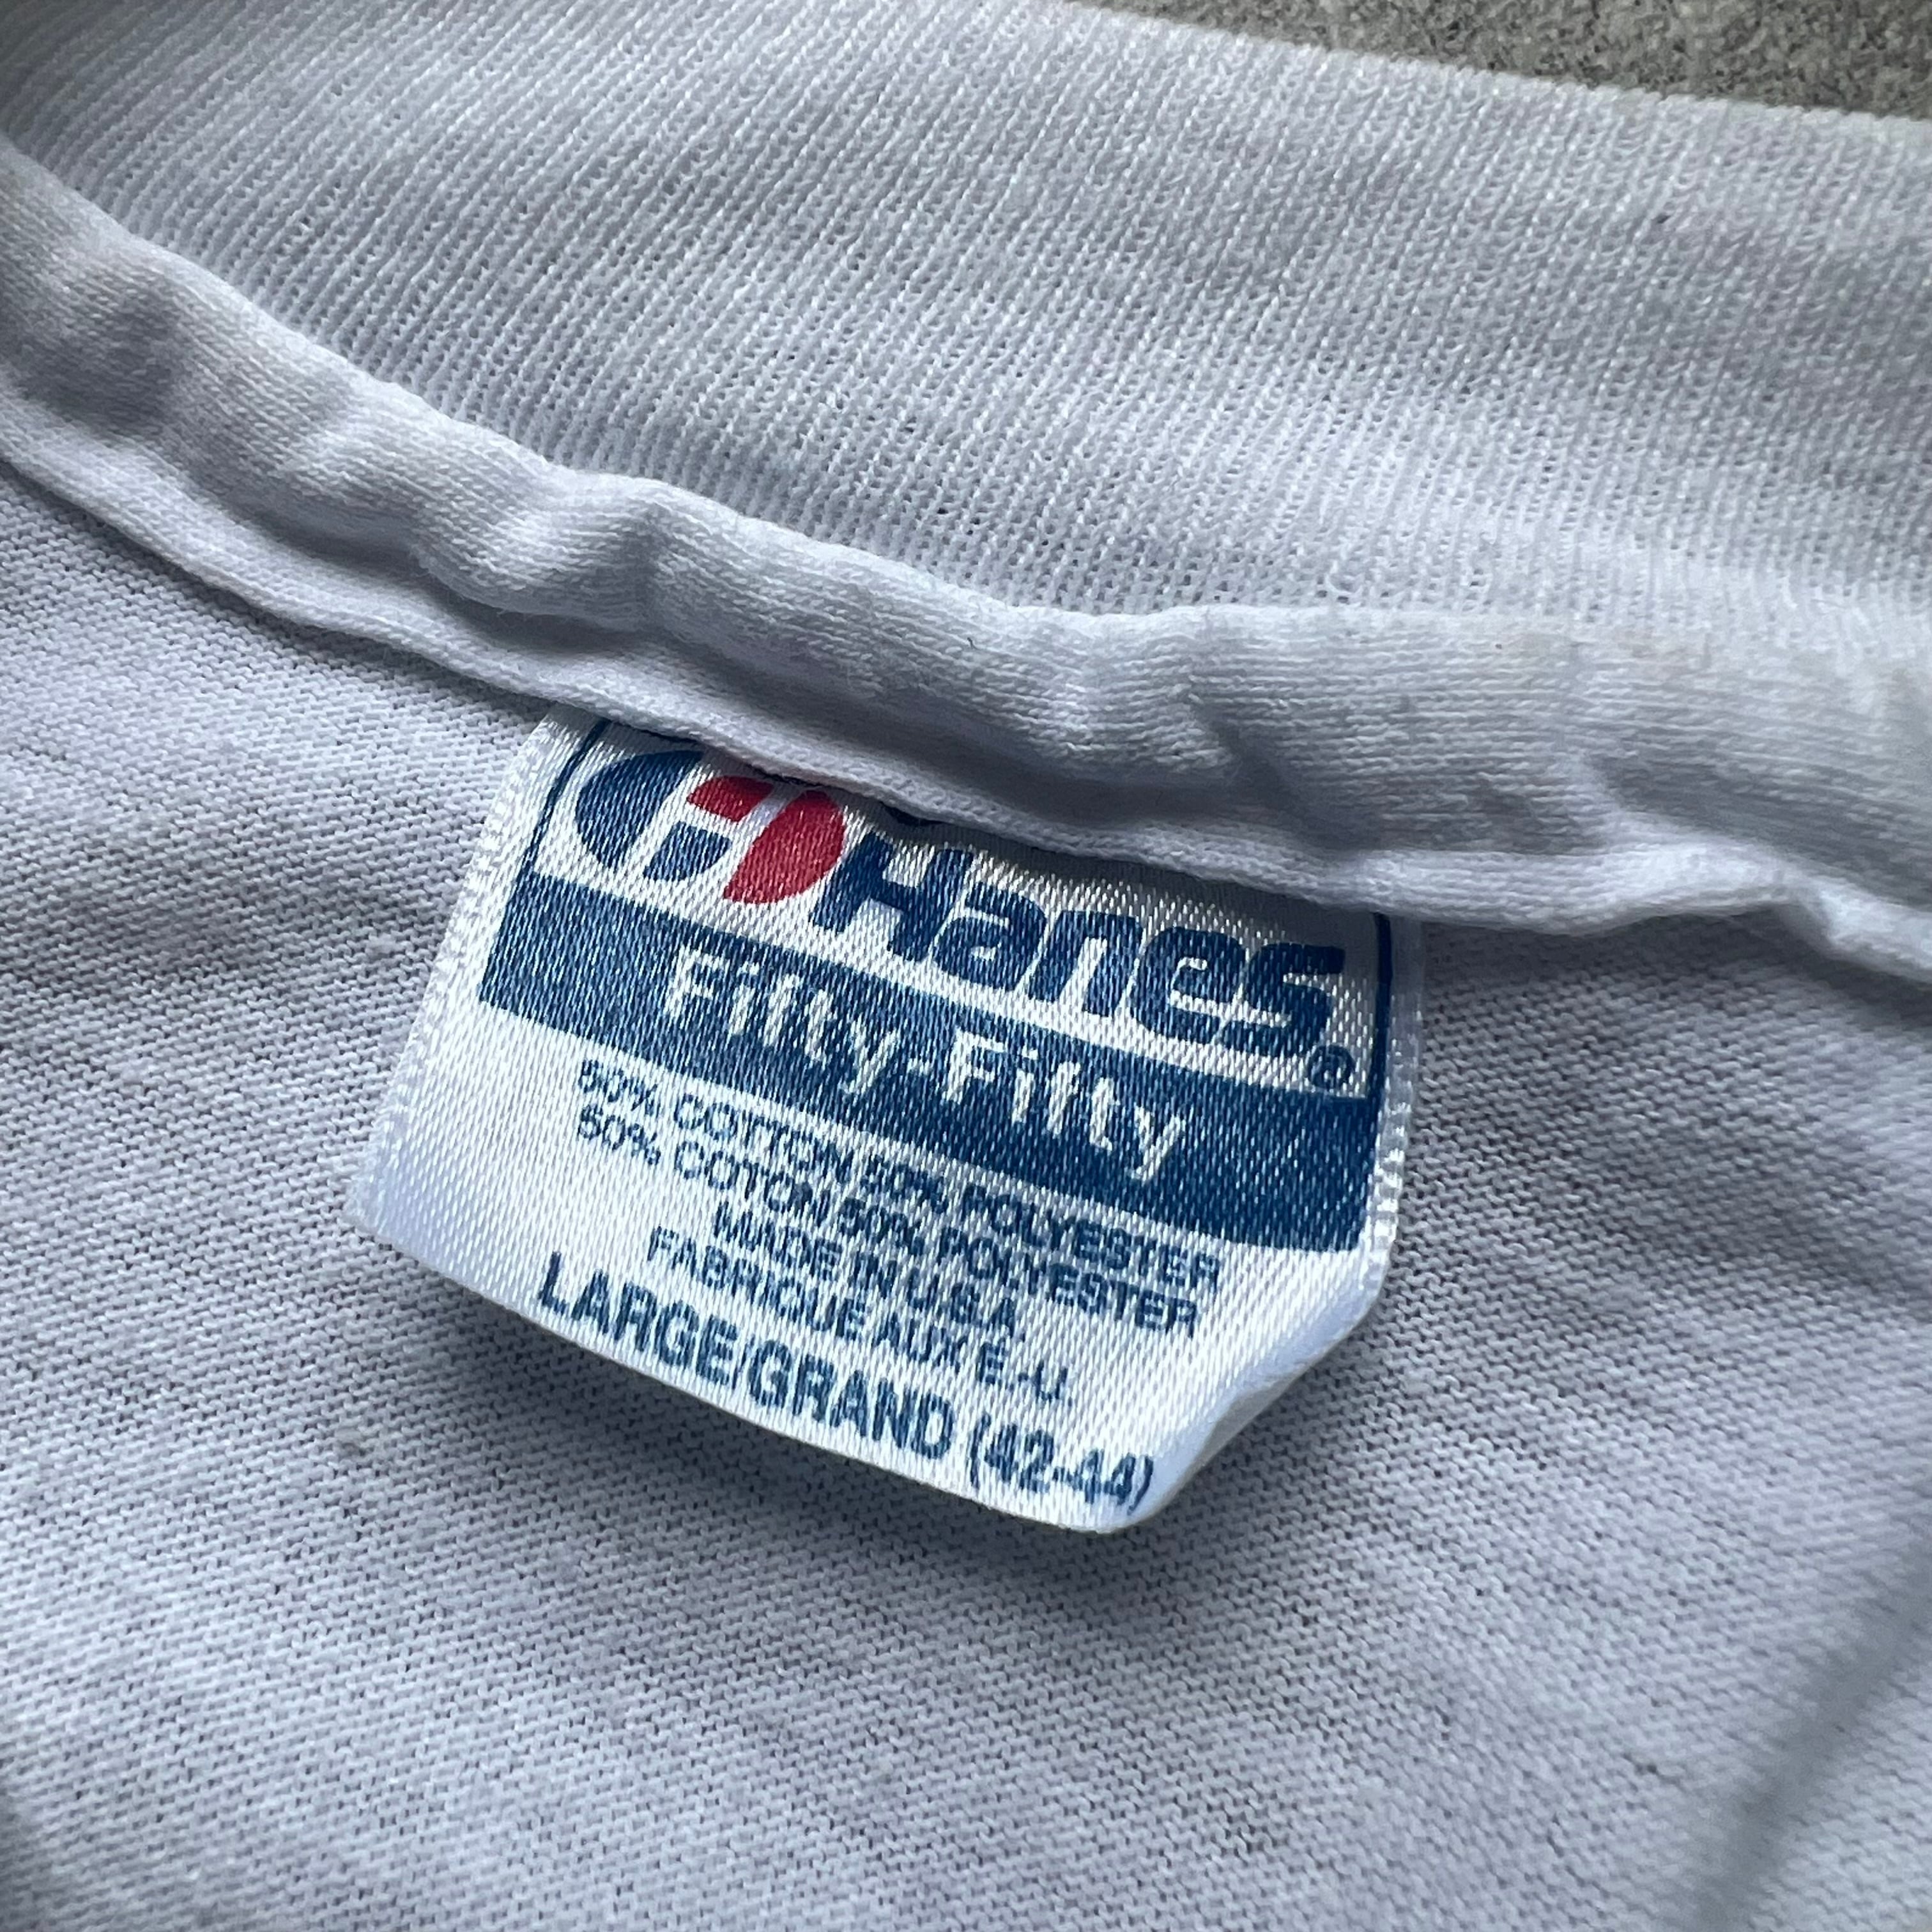 Hanes®
Fifty-Fifty
50% COTTON 50% POLYESTER
50% COTON 50% POLYESTER
MADE IN U.S.A.
FABRIQUE AUX É.-U.
LARGE/GRAND (42-44)